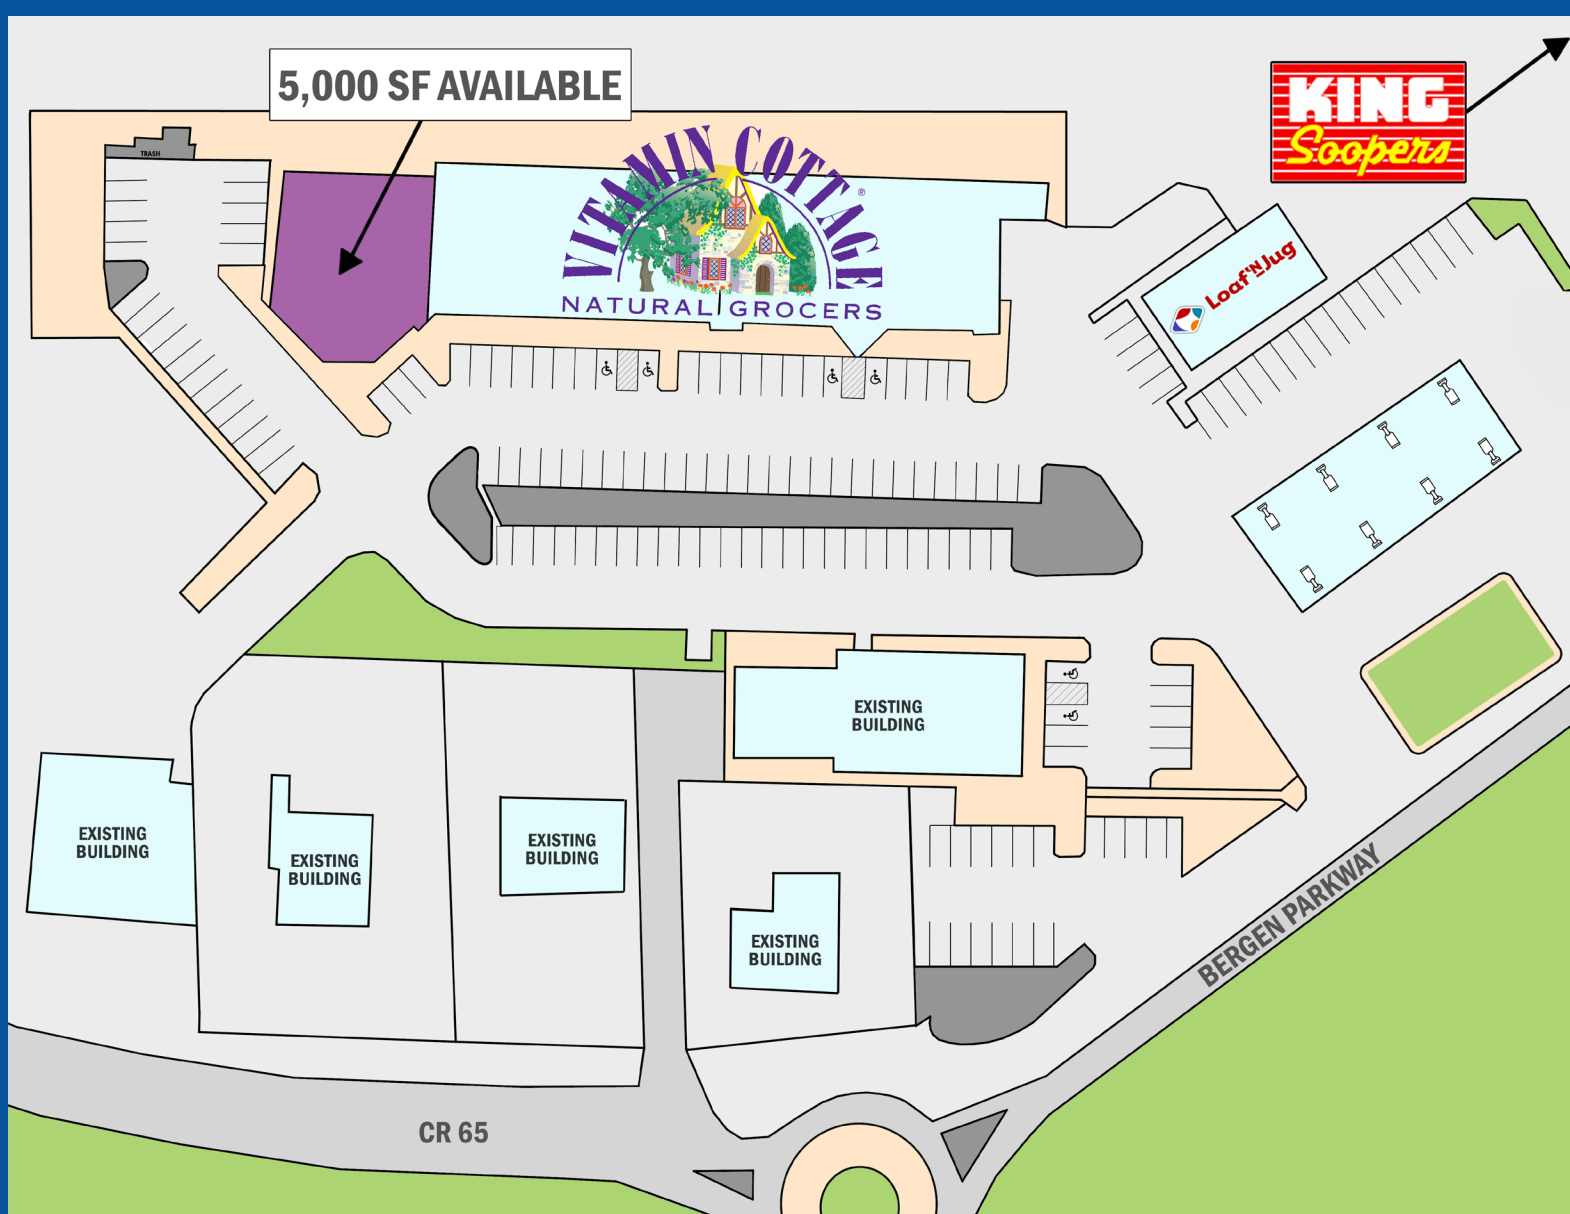 5,000 SF AVAILABLE
KING
Soopers
TRASH
VITAMIN COTTAGE
®
NATURAL GROCERS
Loaf'NJug
EXISTING
BUILDING
EXISTING
BUILDING
EXISTING
BUILDING
EXISTING
BUILDING
EXISTING
BUILDING
BERGEN PARKWAY
CR 65